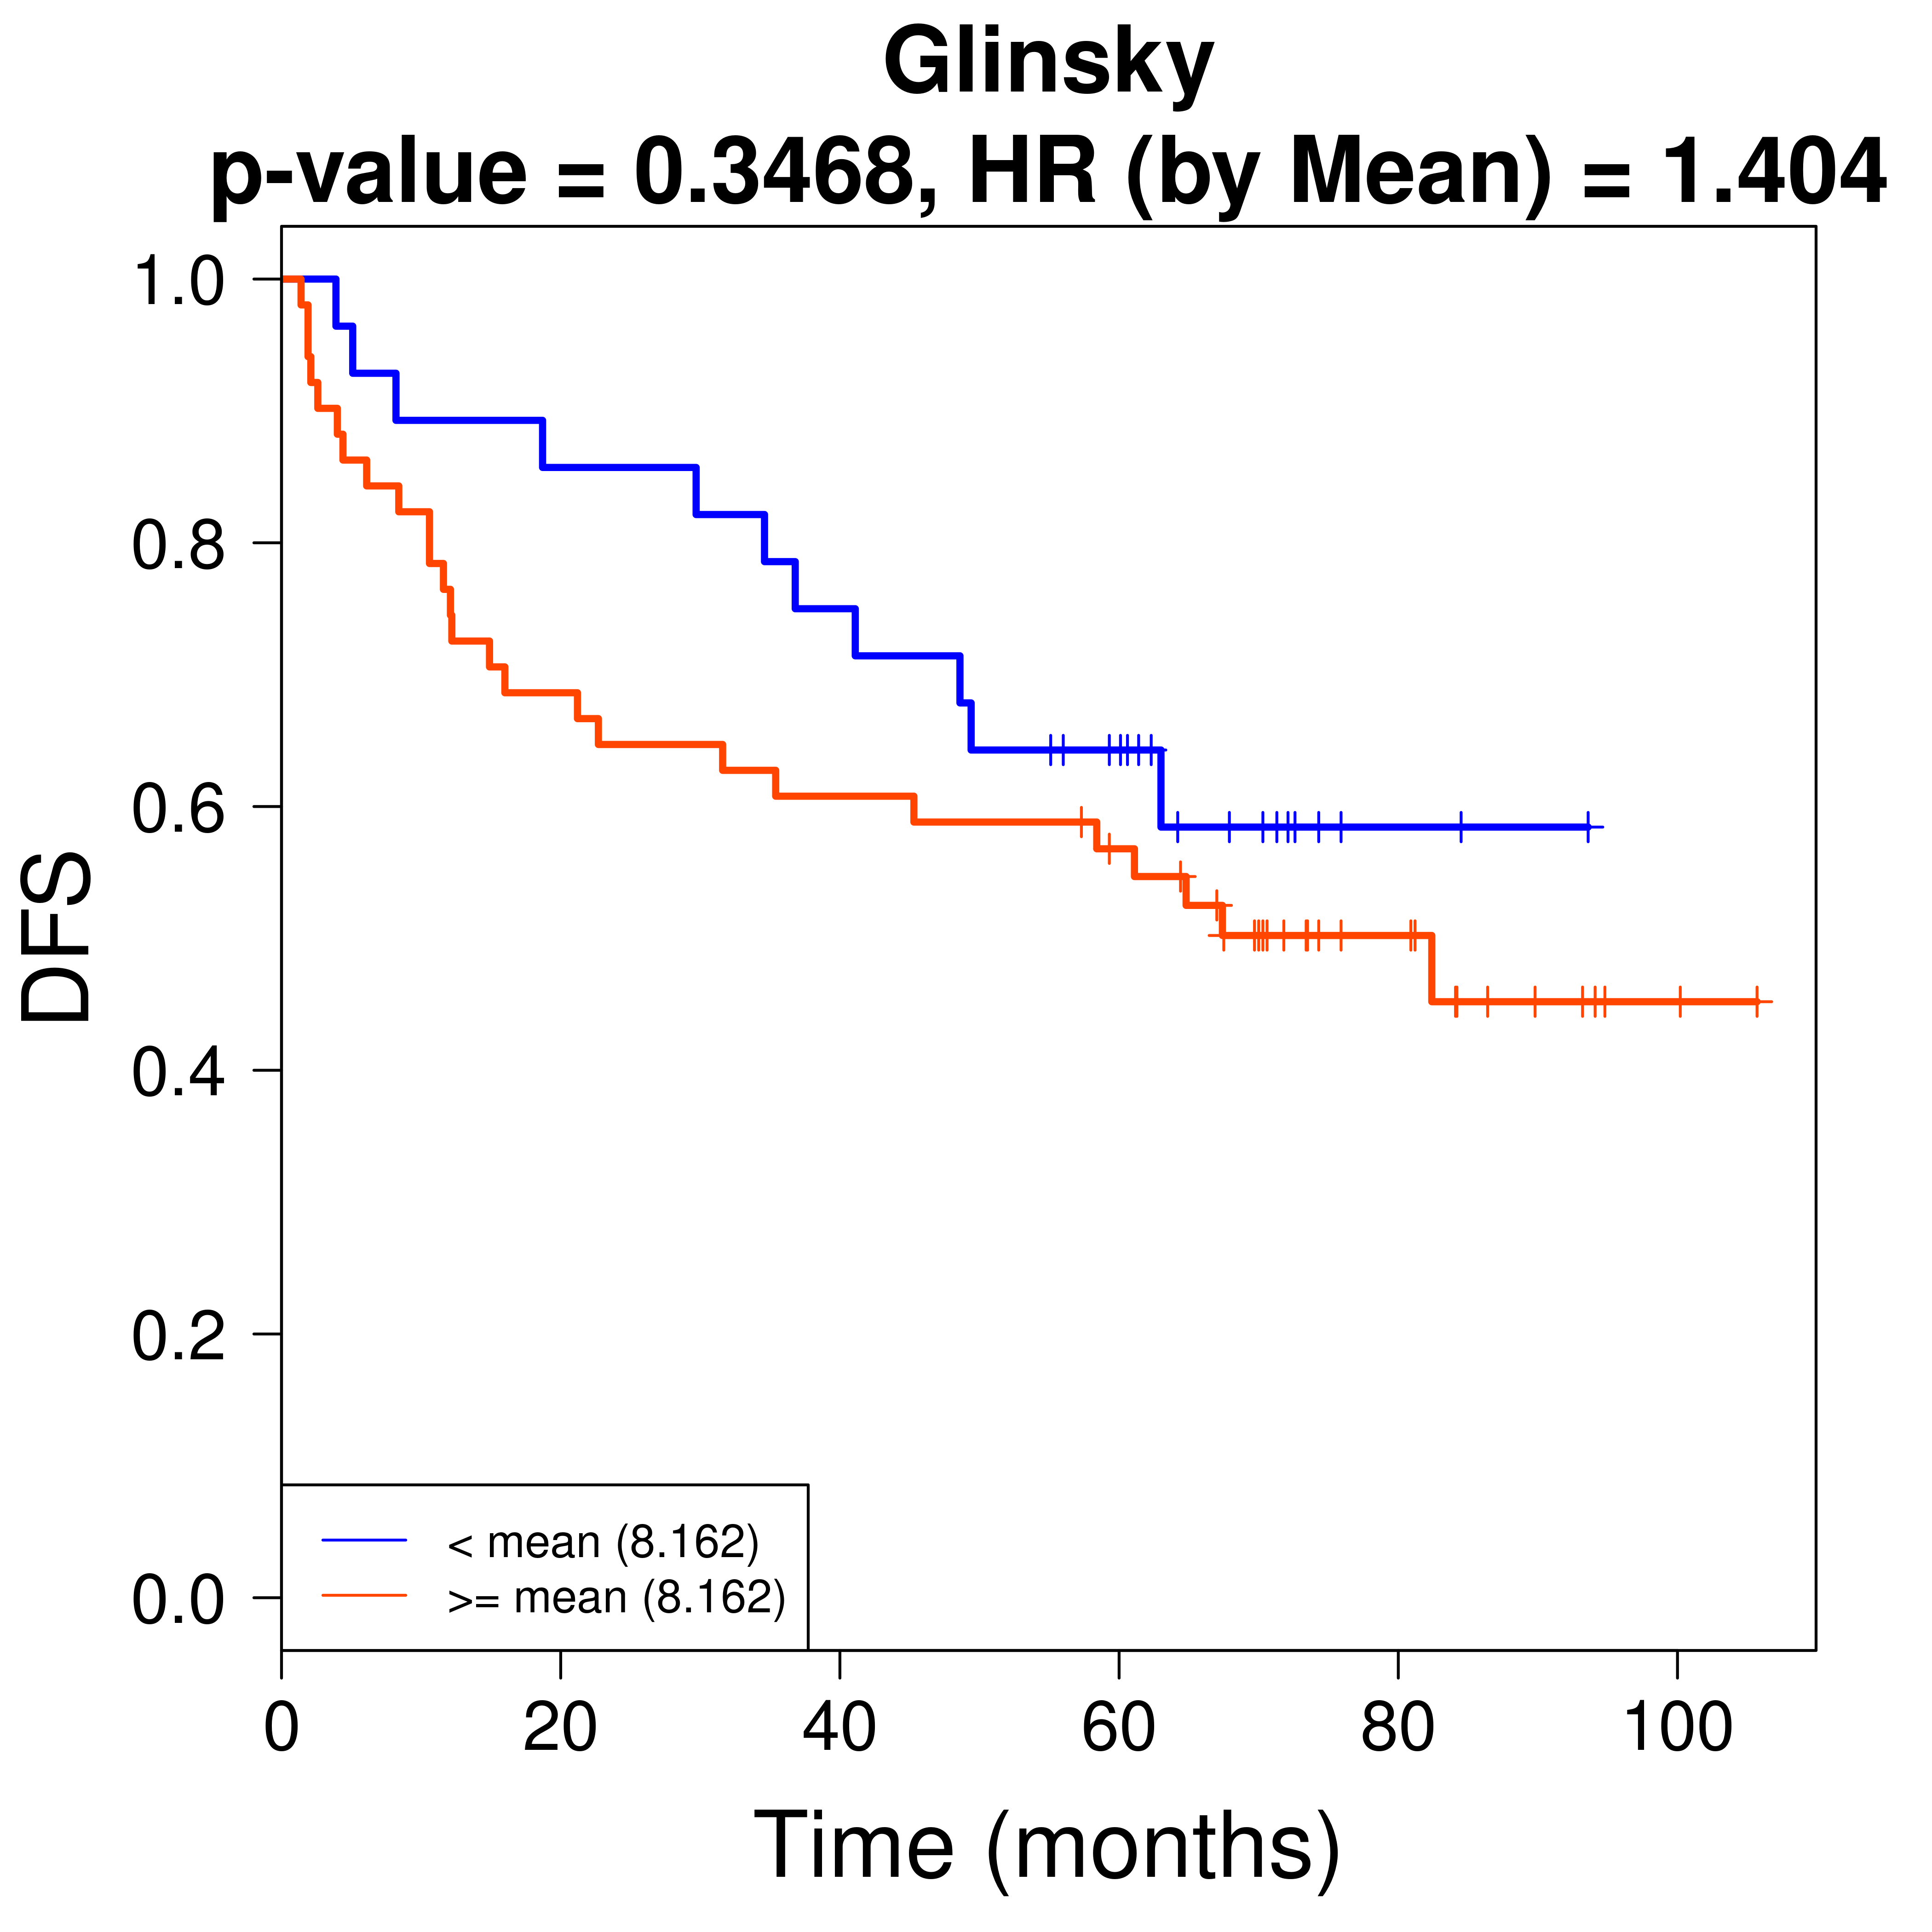 Glinsky
p-value = 0.3468, HR (by Mean) = 1.404
1.0
0.8
0.6
0.4
0.2
0.0
DFS
< mean (8.162)
>= mean (8.162)
0 20 40 60 80 100
Time (months)